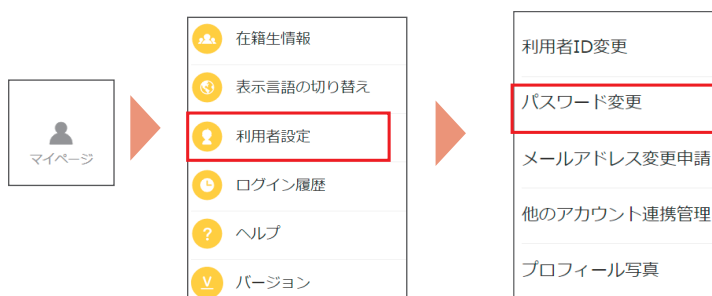 マイページ
在籍生情報
表示言語の切り替え
利用者設定
ログイン履歴
?
ヘルプ
V
バージョン
利用者ID変更
パスワード変更
メールアドレス変更申請
他のアカウント連携管理
プロフィール写真